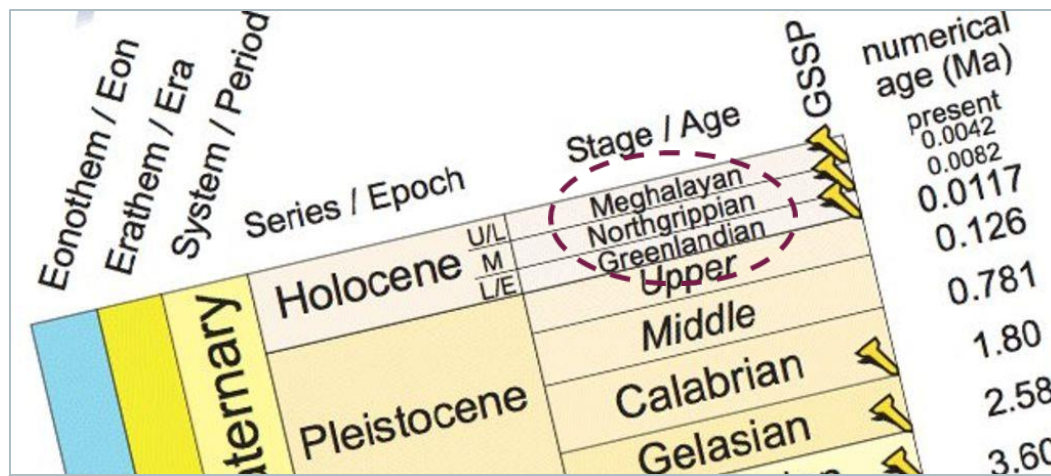 Eonothem / Eon
Erathem / Era
System / Period
Series / Epoch
Stage / Age
GSSP
numerical
age (Ma)
present
Holocene
U/L
Meghalayan
0.0042
M
Northgrippian
0.0082
L/E
Greenlandian
0.0117
Pleistocene
Upper
0.126
Middle
0.781
Calabrian
1.80
Gelasian
2.58
3.60